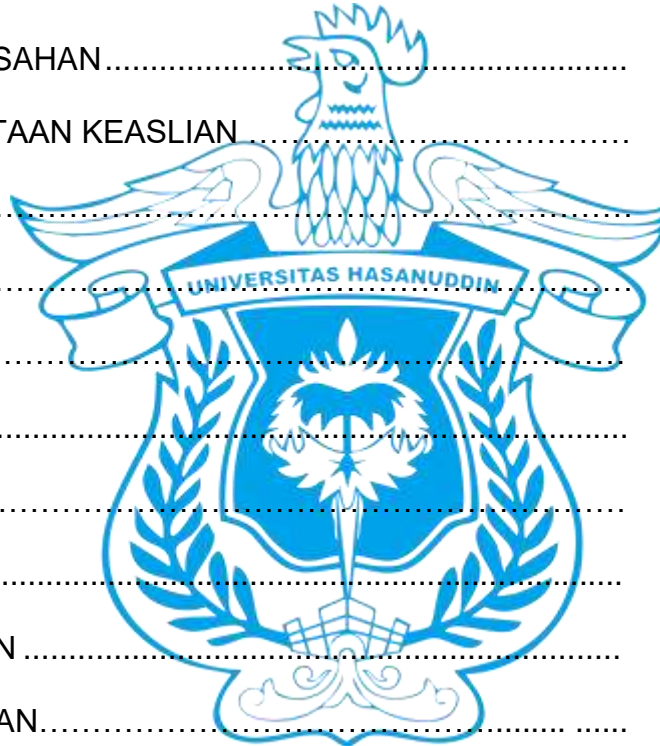 SAHAN......................................................
TAAN KEASLIAN ......................................
......................................................
UNIVERSITAS HASANUDDIN
......................................................
......................................................
......................................................
......................................................
......................................................
N ......................................................
AN................................................... ......